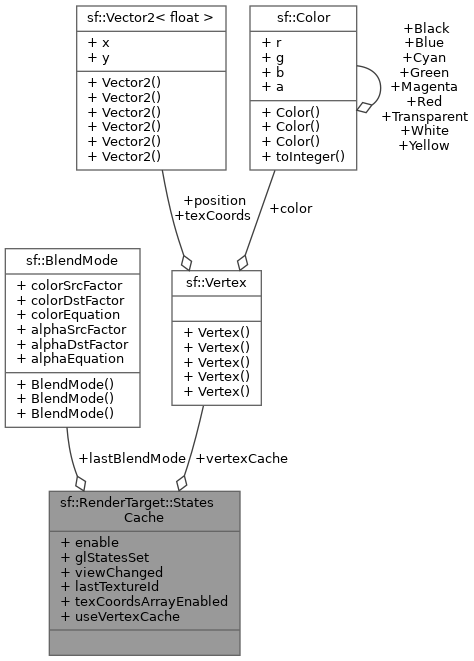 sf::Vector2< float >
+ x
+ y
+ Vector2()
+ Vector2()
+ Vector2()
+ Vector2()
+ Vector2()
+ Vector2()
sf::Color
+ r
+ g
+ b
+ a
+ Color()
+ Color()
+ Color()
+ toInteger()
+Black
+Blue
+Cyan
+Green
+Magenta
+Red
+Transparent
+White
+Yellow
+position
+texCoords
+color
sf::BlendMode
+ colorSrcFactor
+ colorDstFactor
+ colorEquation
+ alphaSrcFactor
+ alphaDstFactor
+ alphaEquation
+ BlendMode()
+ BlendMode()
+ BlendMode()
sf::Vertex
+ Vertex()
+ Vertex()
+ Vertex()
+ Vertex()
+ Vertex()
+lastBlendMode
+vertexCache
sf::RenderTarget::States
Cache
+ enable
+ glStatesSet
+ viewChanged
+ lastTextureId
+ texCoordsArrayEnabled
+ useVertexCache